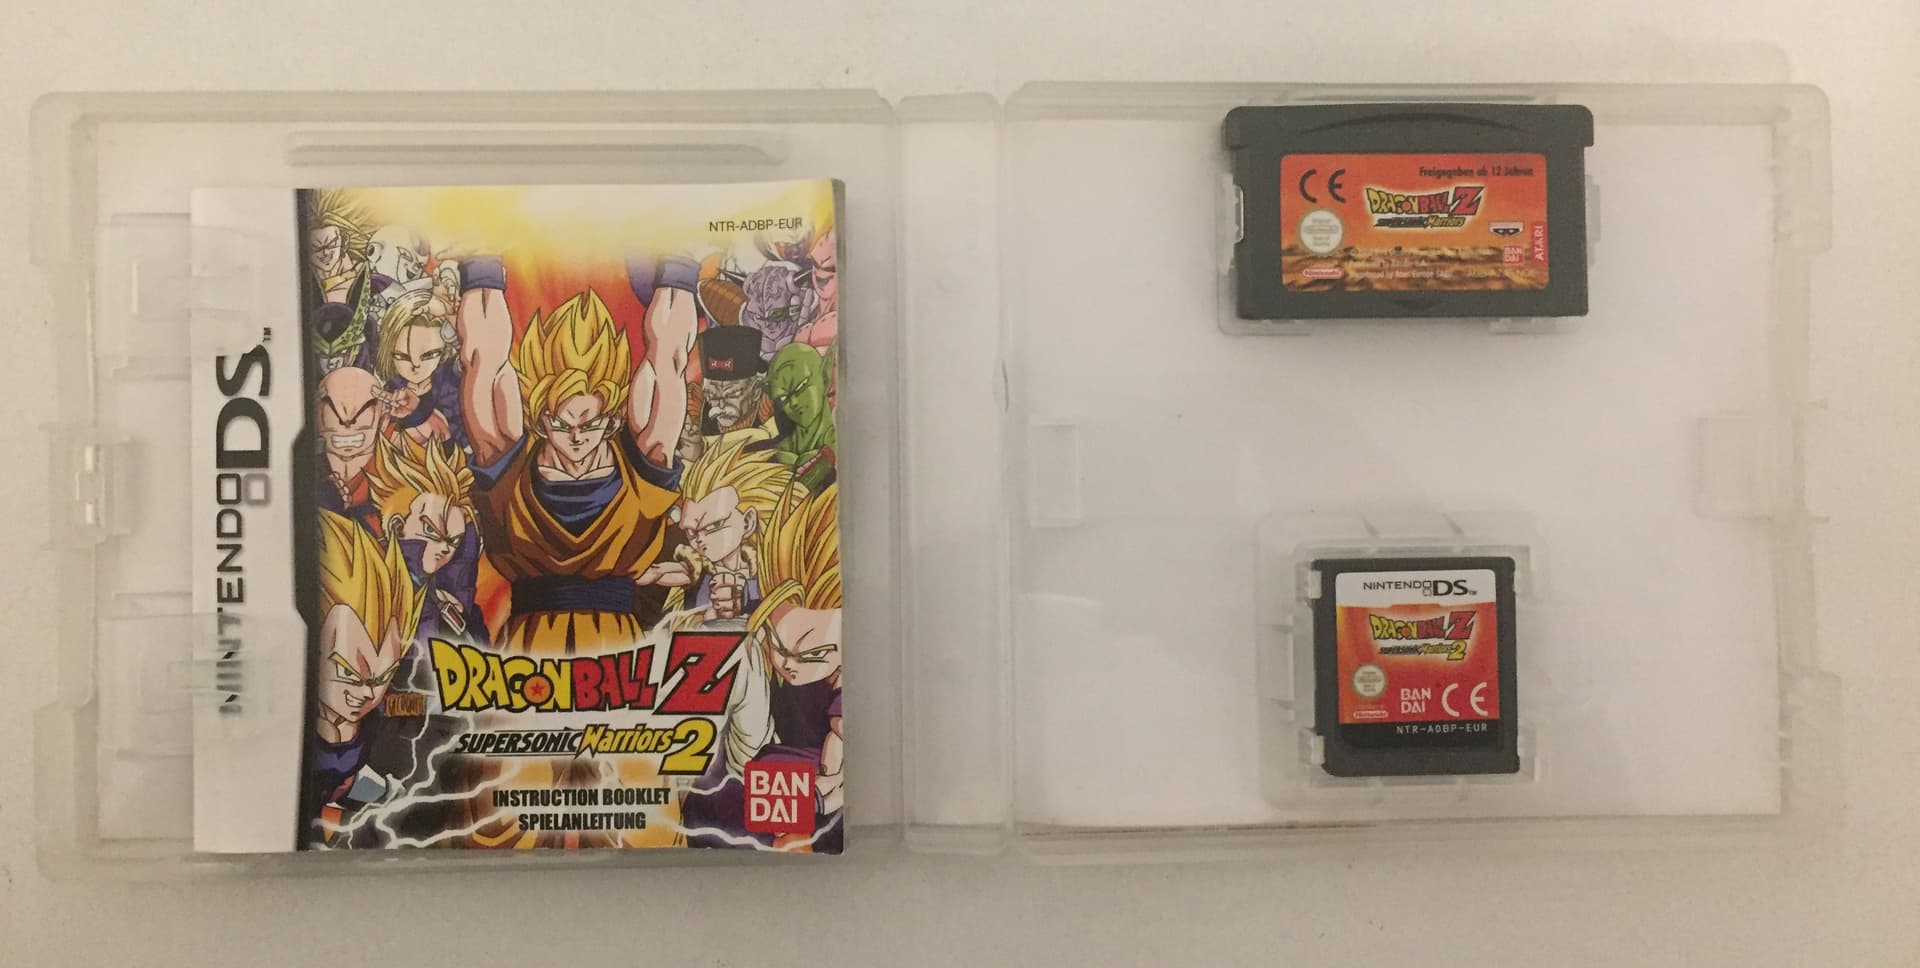 NINTENDO DS™
NTR-ADBP-EUR
DRAGON BALL Z
SUPERSONIC Warriors 2
INSTRUCTION BOOKLET
SPIELANLEITUNG
BAN
DAI
Freigegeben ab 12 Jahren
CE
DRAGON BALL Z
SUPERSONIC Warriors
Nintendo
BAN
DAI
ATARI
NINTENDO DS™
DRAGON BALL Z
SUPERSONIC Warriors 2
BAN
DAI
CE
Nintendo
NTR-ADBP-EUR